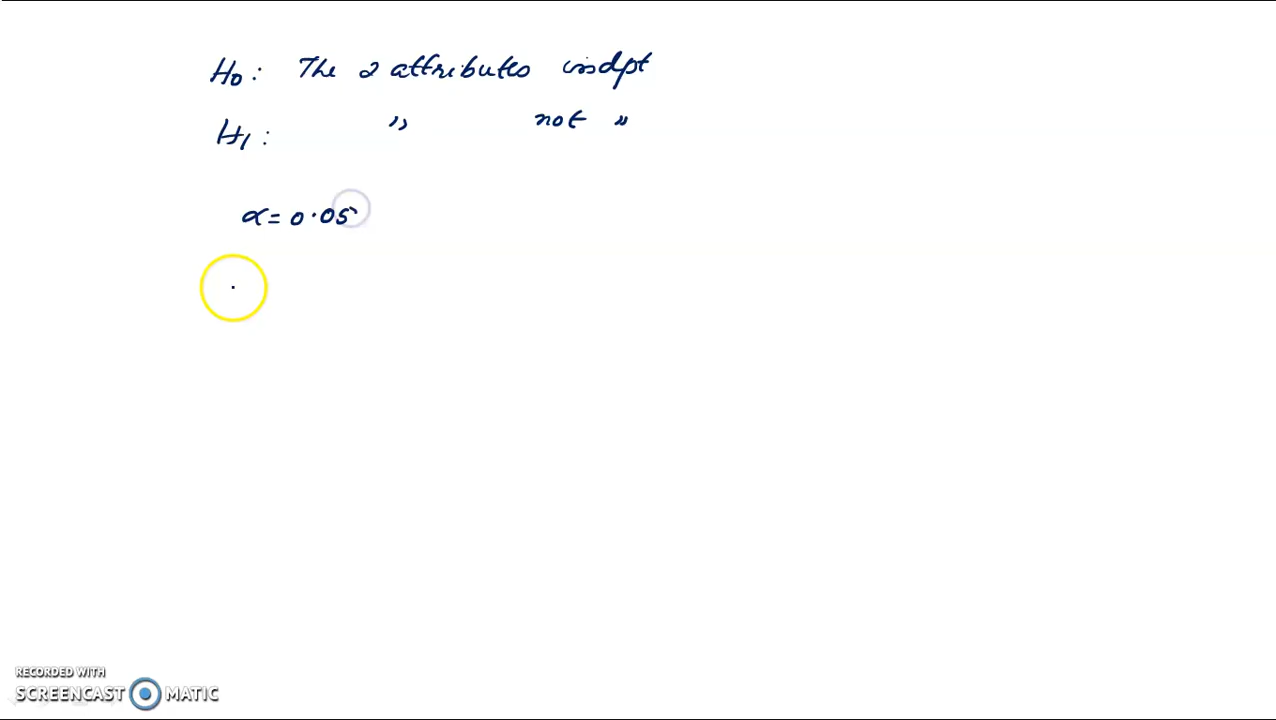 H0: The 2 attributes indpt
H1: ,, not ,,
α = 0.05
RECORDED WITH
SCREENCAST MATIC